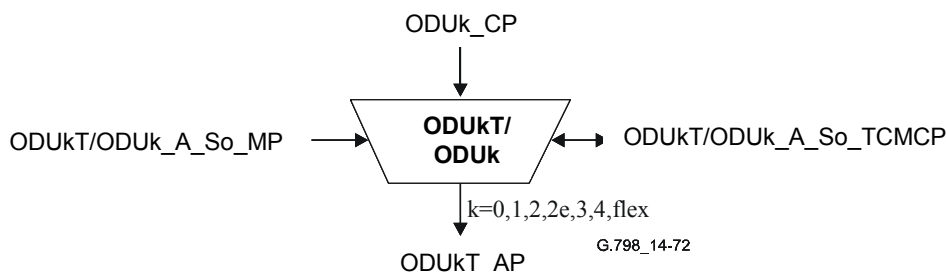 ODUk_CP
ODUkT/ODUk_A_So_MP
ODUkT/
ODUk
ODUkT/ODUk_A_So_TCMCP
k=0,1,2,2e,3,4,flex
G.798_14-72
ODUkT_AP